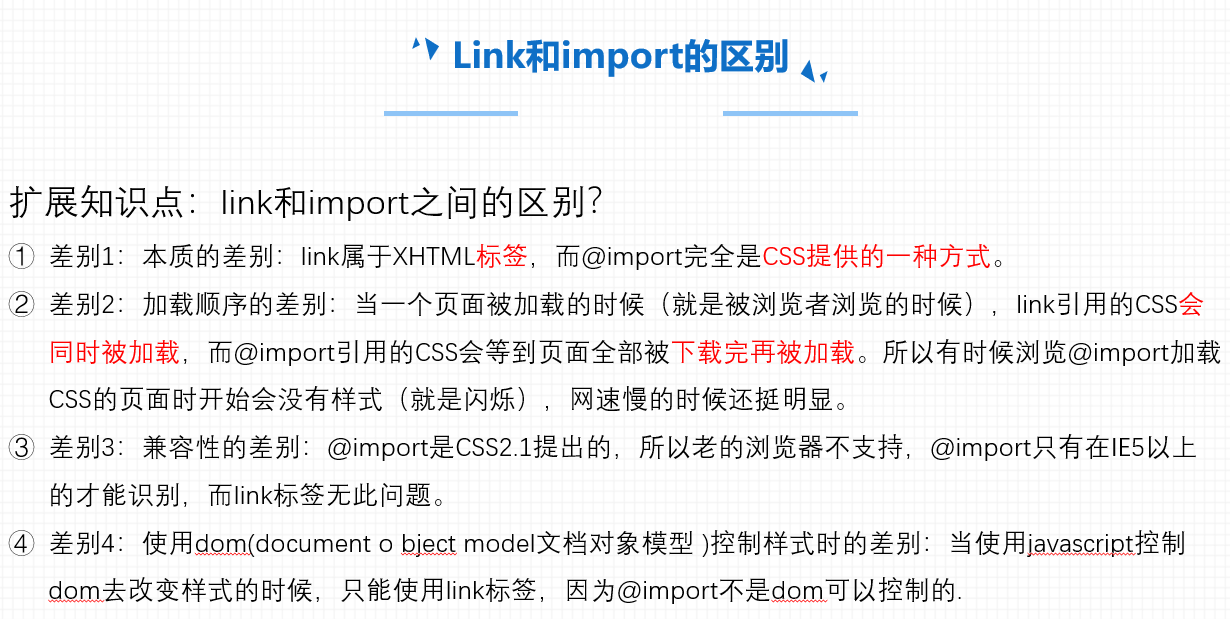 Link和import的区别
扩展知识点：link和import之间的区别？
① 差别1：本质的差别：link属于XHTML标签，而@import完全是CSS提供的一种方式。
② 差别2：加载顺序的差别：当一个页面被加载的时候（就是被浏览者浏览的时候），link引用的CSS会
同时被加载，而@import引用的CSS会等到页面全部被下载完再被加载。所以有时候浏览@import加载
CSS的页面时开始会没有样式（就是闪烁），网速慢的时候还挺明显。
③ 差别3：兼容性的差别：@import是CSS2.1提出的，所以老的浏览器不支持，@import只有在IE5以上
的才能识别，而link标签无此问题。
④ 差别4：使用dom(document o bject model文档对象模型 )控制样式时的差别：当使用javascript控制
dom去改变样式的时候，只能使用link标签，因为@import不是dom可以控制的.